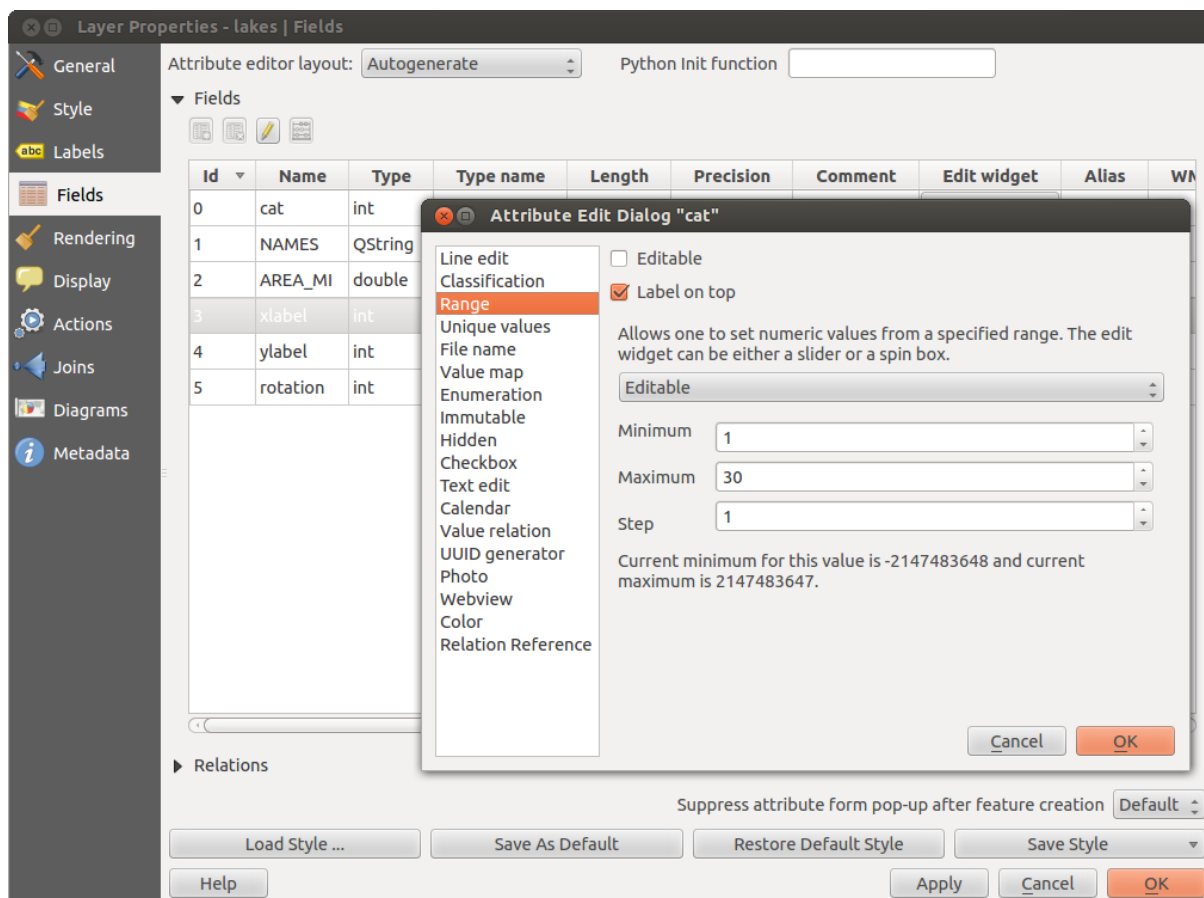 Layer Properties - lakes | Fields
General
Style
abc Labels
Fields
Rendering
Display
Actions
Joins
Diagrams
i Metadata
Attribute editor layout: Autogenerate Python Init function
Fields
Id Name Type Type name Length Precision Comment Edit widget Alias WM
0 cat int
1 NAMES QString
2 AREA_MI double
3 xlabel int
4 ylabel int
5 rotation int
Attribute Edit Dialog "cat"
Line edit
Classification
Range
Unique values
File name
Value map
Enumeration
Immutable
Hidden
Checkbox
Text edit
Calendar
Value relation
UUID generator
Photo
Webview
Color
Relation Reference
Editable
Label on top
Allows one to set numeric values from a specified range. The edit
widget can be either a slider or a spin box.
Editable
Minimum 1
Maximum 30
Step 1
Current minimum for this value is -2147483648 and current
maximum is 2147483647.
Cancel OK
Relations
Suppress attribute form pop-up after feature creation Default
Load Style ... Save As Default Restore Default Style Save Style
Help Apply Cancel OK